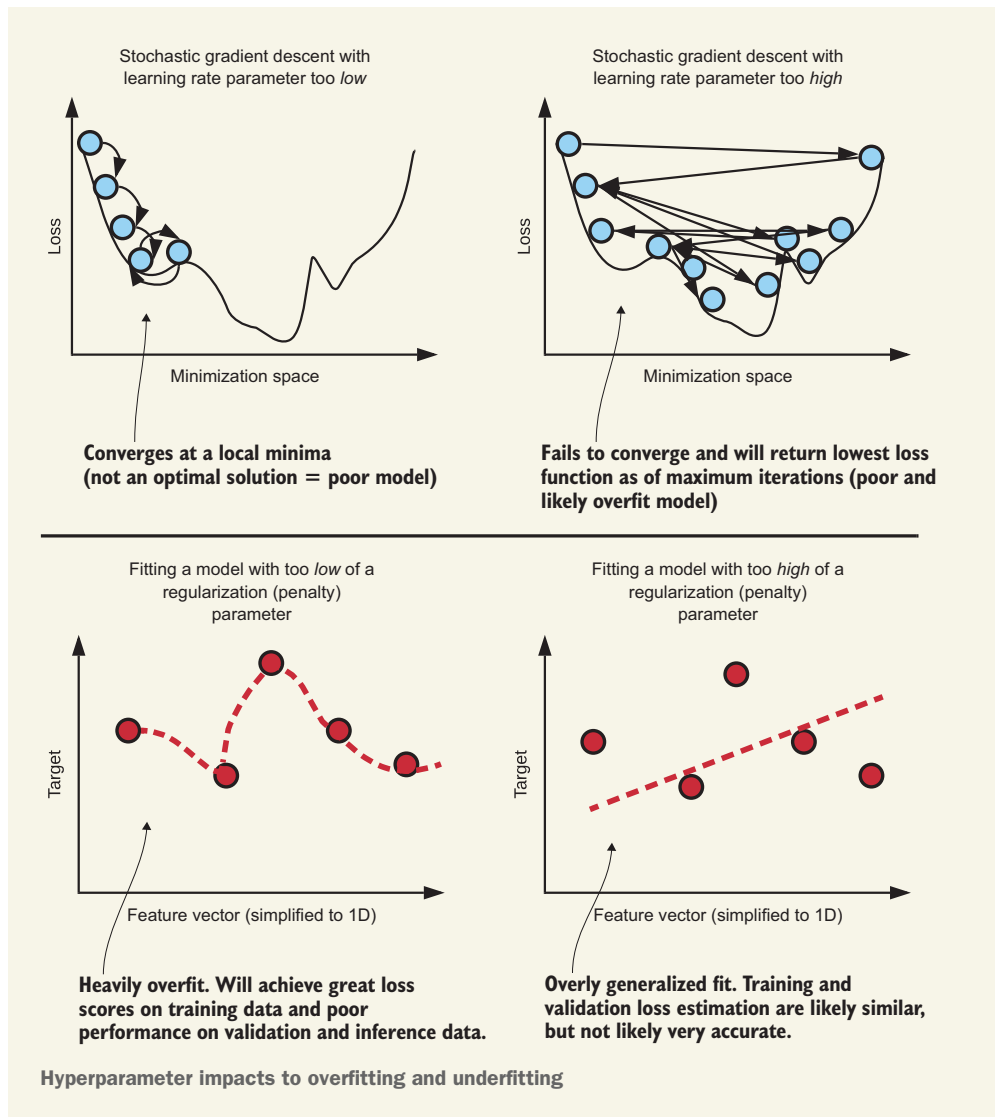 Stochastic gradient descent with
learning rate parameter too low
Loss
Minimization space
Converges at a local minima
(not an optimal solution = poor model)
Stochastic gradient descent with
learning rate parameter too high
Loss
Minimization space
Fails to converge and will return lowest loss
function as of maximum iterations (poor and
likely overfit model)
Fitting a model with too low of a
regularization (penalty)
parameter
Target
Feature vector (simplified to 1D)
Heavily overfit. Will achieve great loss
scores on training data and poor
performance on validation and inference data.
Fitting a model with too high of a
regularization (penalty)
parameter
Target
Feature vector (simplified to 1D)
Overly generalized fit. Training and
validation loss estimation are likely similar,
but not likely very accurate.
Hyperparameter impacts to overfitting and underfitting